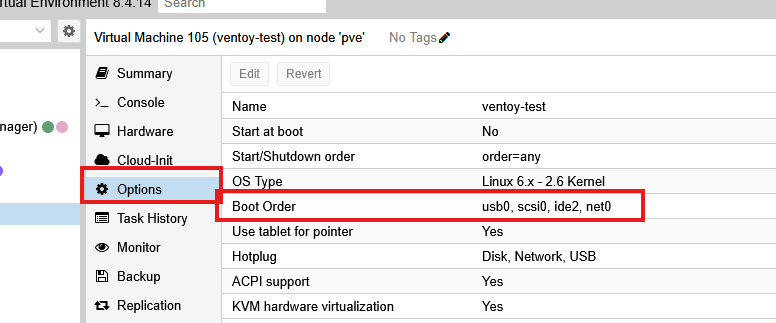 Virtual Environment 8.4.14 Search
Virtual Machine 105 (ventoy-test) on node 'pve' No Tags
Summary
Console
Hardware
Cloud-Init
Options
Task History
Monitor
Backup
Replication
Edit Revert
Name ventoy-test
Start at boot No
Start/Shutdown order order=any
OS Type Linux 6.x - 2.6 Kernel
Boot Order usb0, scsi0, ide2, net0
Use tablet for pointer Yes
Hotplug Disk, Network, USB
ACPI support Yes
KVM hardware virtualization Yes
nager)